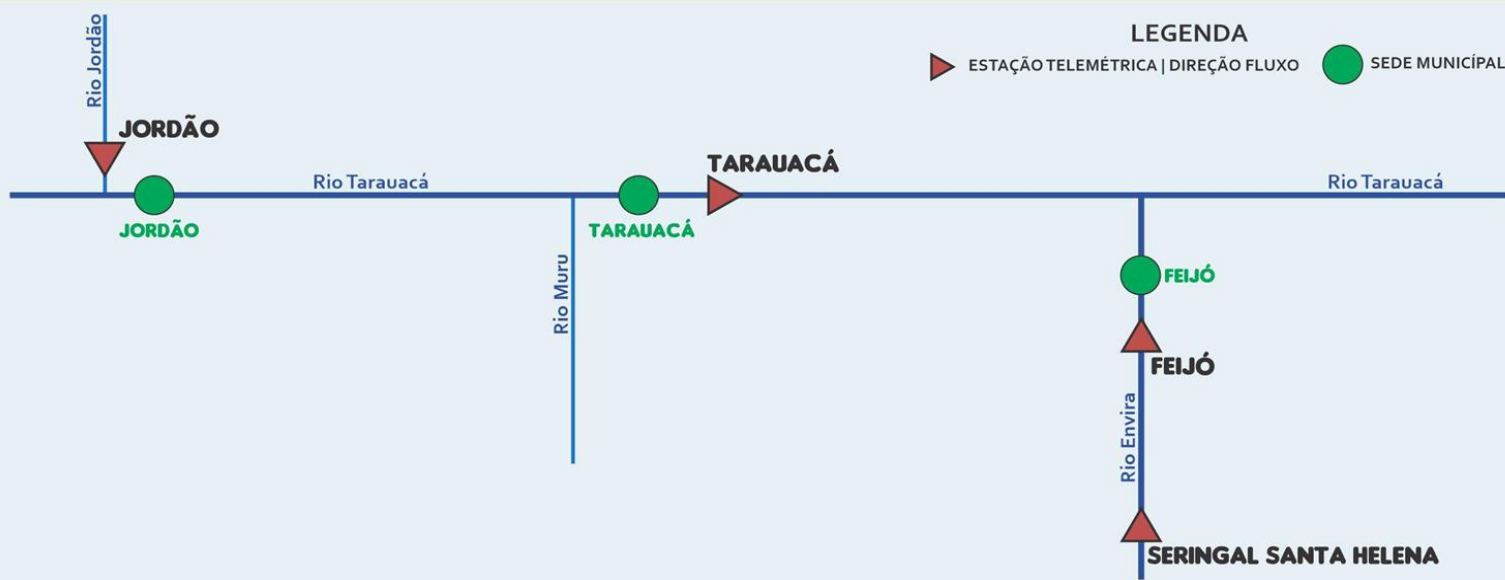 LEGENDA
ESTAÇÃO TELEMÉTRICA | DIREÇÃO FLUXO
SEDE MUNICÍPAL
Rio Jordão
JORDÃO
TARAUACÁ
Rio Tarauacá
Rio Tarauacá
JORDÃO
TARAUACÁ
Rio Muru
FEIJÓ
FEIJÓ
Rio Envira
SERINGAL SANTA HELENA